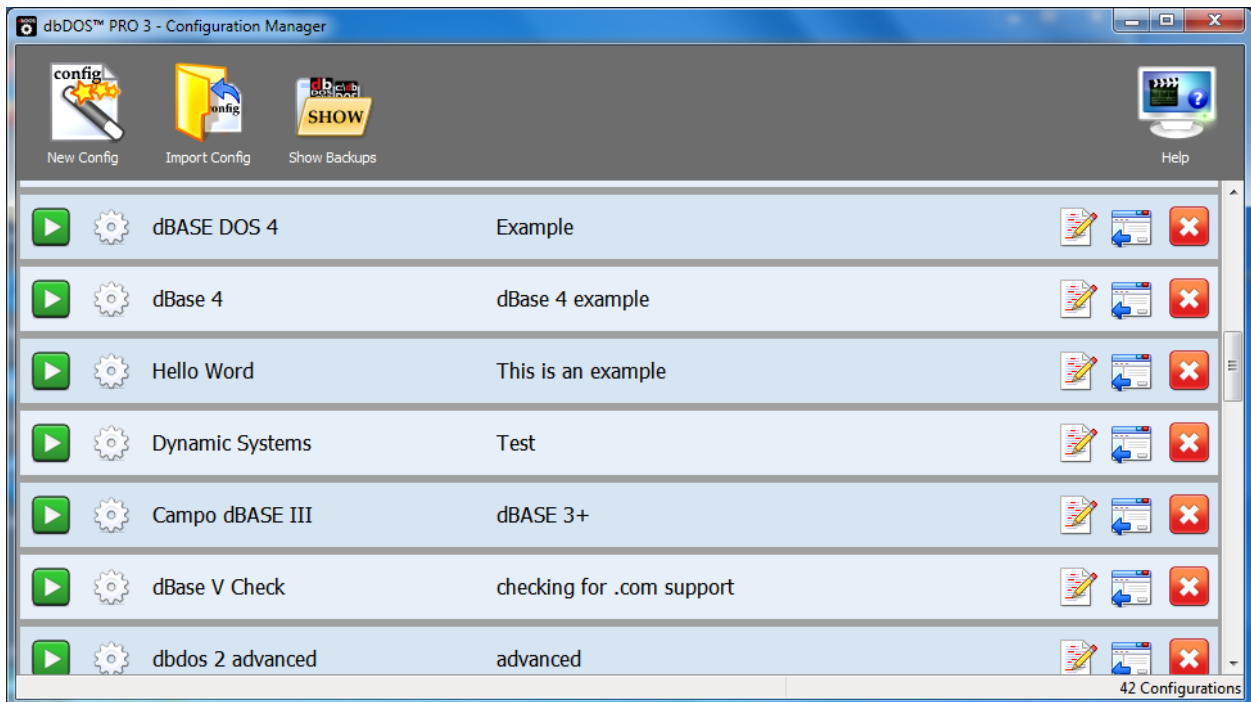 dbDOS™ PRO 3 - Configuration Manager
config
onfig
SHOW
New Config
Import Config
Show Backups
Help
dBASE DOS 4 Example
dBase 4 dBase 4 example
Hello Word This is an example
Dynamic Systems Test
Campo dBASE III dBASE 3+
dBase V Check checking for .com support
dbdos 2 advanced advanced
42 Configurations